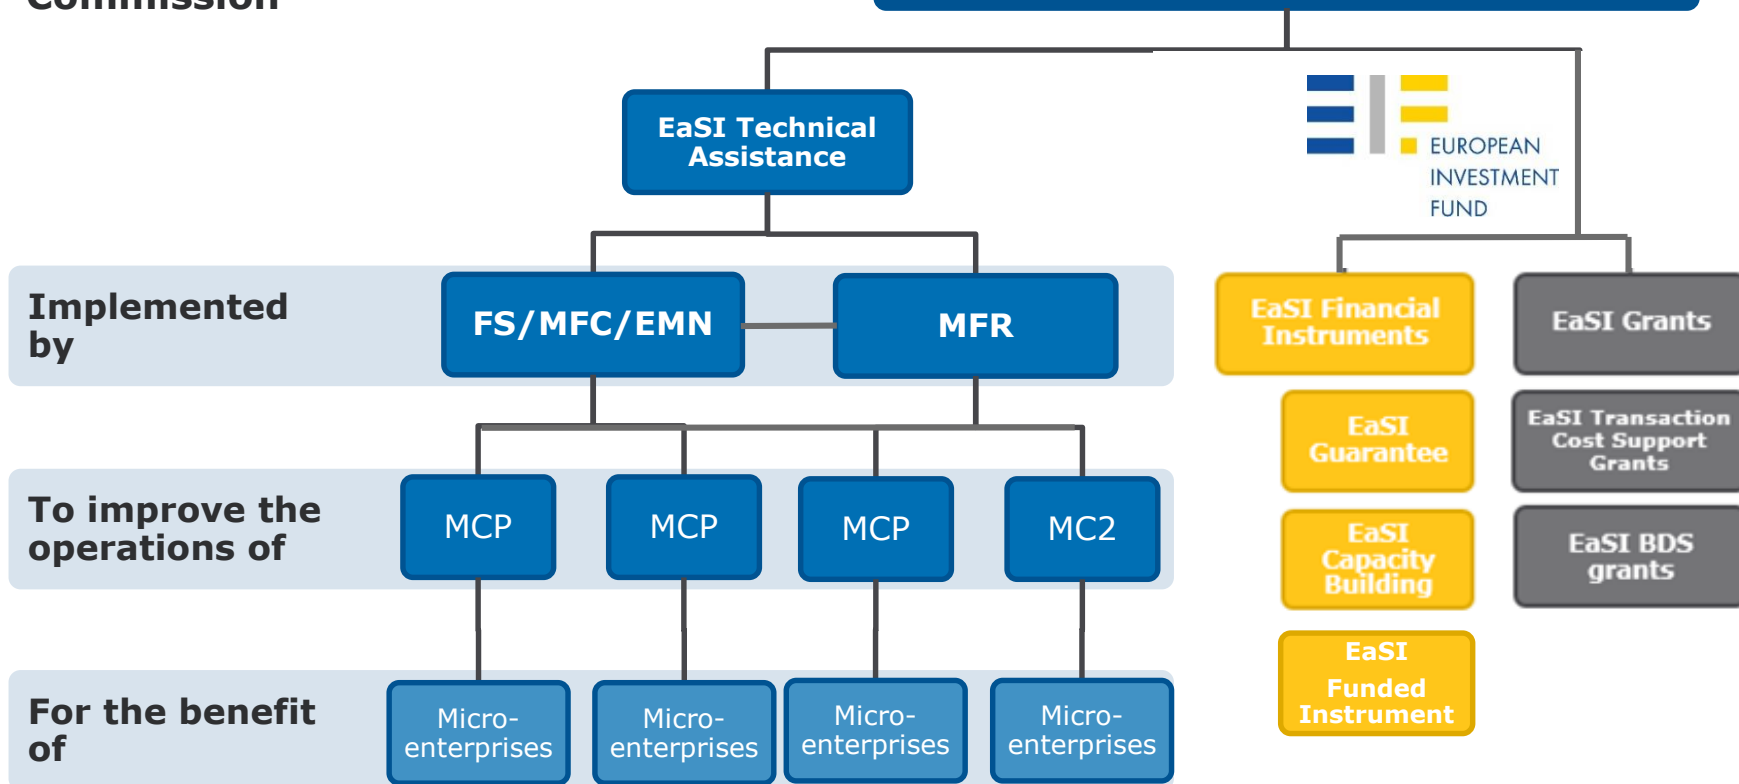 Commission
EaSI Technical
Assistance
EUROPEAN
INVESTMENT
FUND
Implemented
by
FS/MFC/EMN
MFR
EaSI Financial
Instruments
EaSI Grants
EaSI
Guarantee
EaSI Transaction
Cost Support
Grants
To improve the
operations of
MCP
MCP
MCP
MC2
EaSI
Capacity
Building
EaSI BDS
grants
EaSI
Funded
Instrument
For the benefit
of
Micro-
enterprises
Micro-
enterprises
Micro-
enterprises
Micro-
enterprises